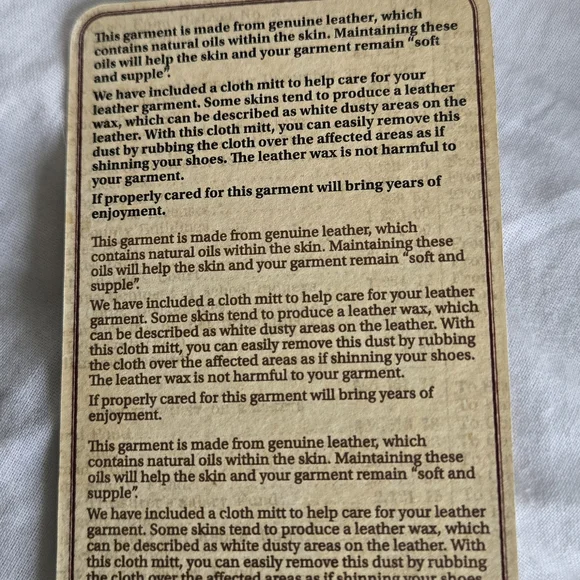 This garment is made from genuine leather, which
contains natural oils within the skin. Maintaining these
oils will help the skin and your garment remain “soft
and supple”.
We have included a cloth mitt to help care for your
leather garment. Some skins tend to produce a leather
wax, which can be described as white dusty areas on the
leather. With this cloth mitt, you can easily remove this
dust by rubbing the cloth over the affected areas as if
shinning your shoes. The leather wax is not harmful to
your garment.
If properly cared for this garment will bring years of
enjoyment.
This garment is made from genuine leather, which
contains natural oils within the skin. Maintaining these
oils will help the skin and your garment remain “soft and
supple”.
We have included a cloth mitt to help care for your leather
garment. Some skins tend to produce a leather wax, which
can be described as white dusty areas on the leather. With
this cloth mitt, you can easily remove this dust by rubbing
the cloth over the affected areas as if shinning your shoes.
The leather wax is not harmful to your garment.
If properly cared for this garment will bring years of
enjoyment.
This garment is made from genuine leather, which
contains natural oils within the skin. Maintaining these
oils will help the skin and your garment remain “soft and
supple”.
We have included a cloth mitt to help care for your leather
garment. Some skins tend to produce a leather wax, which
can be described as white dusty areas on the leather. With
this cloth mitt, you can easily remove this dust by rubbing
the cloth over the affected areas as if shinning your shoes.